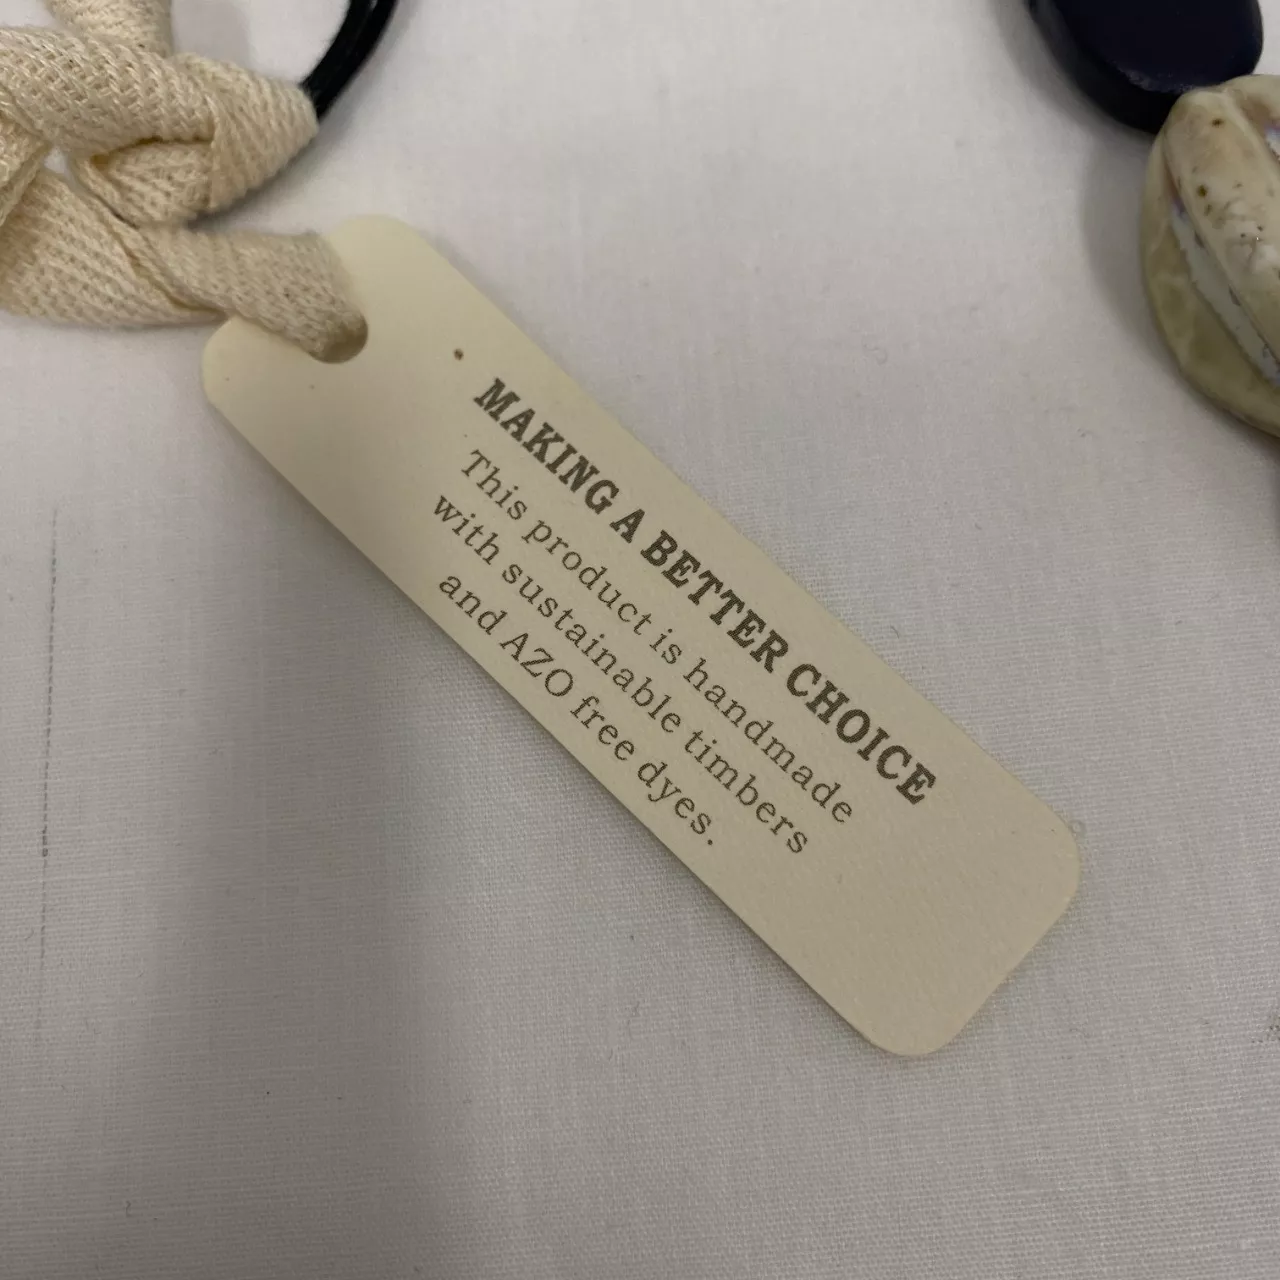 MAKING A BETTER CHOICE
This product is handmade
with sustainable timbers
and AZO free dyes.